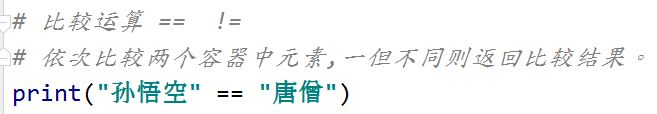 # 比较运算 ==  !=
# 依次比较两个容器中元素,一但不同则返回比较结果。
print("孙悟空" == "唐僧")